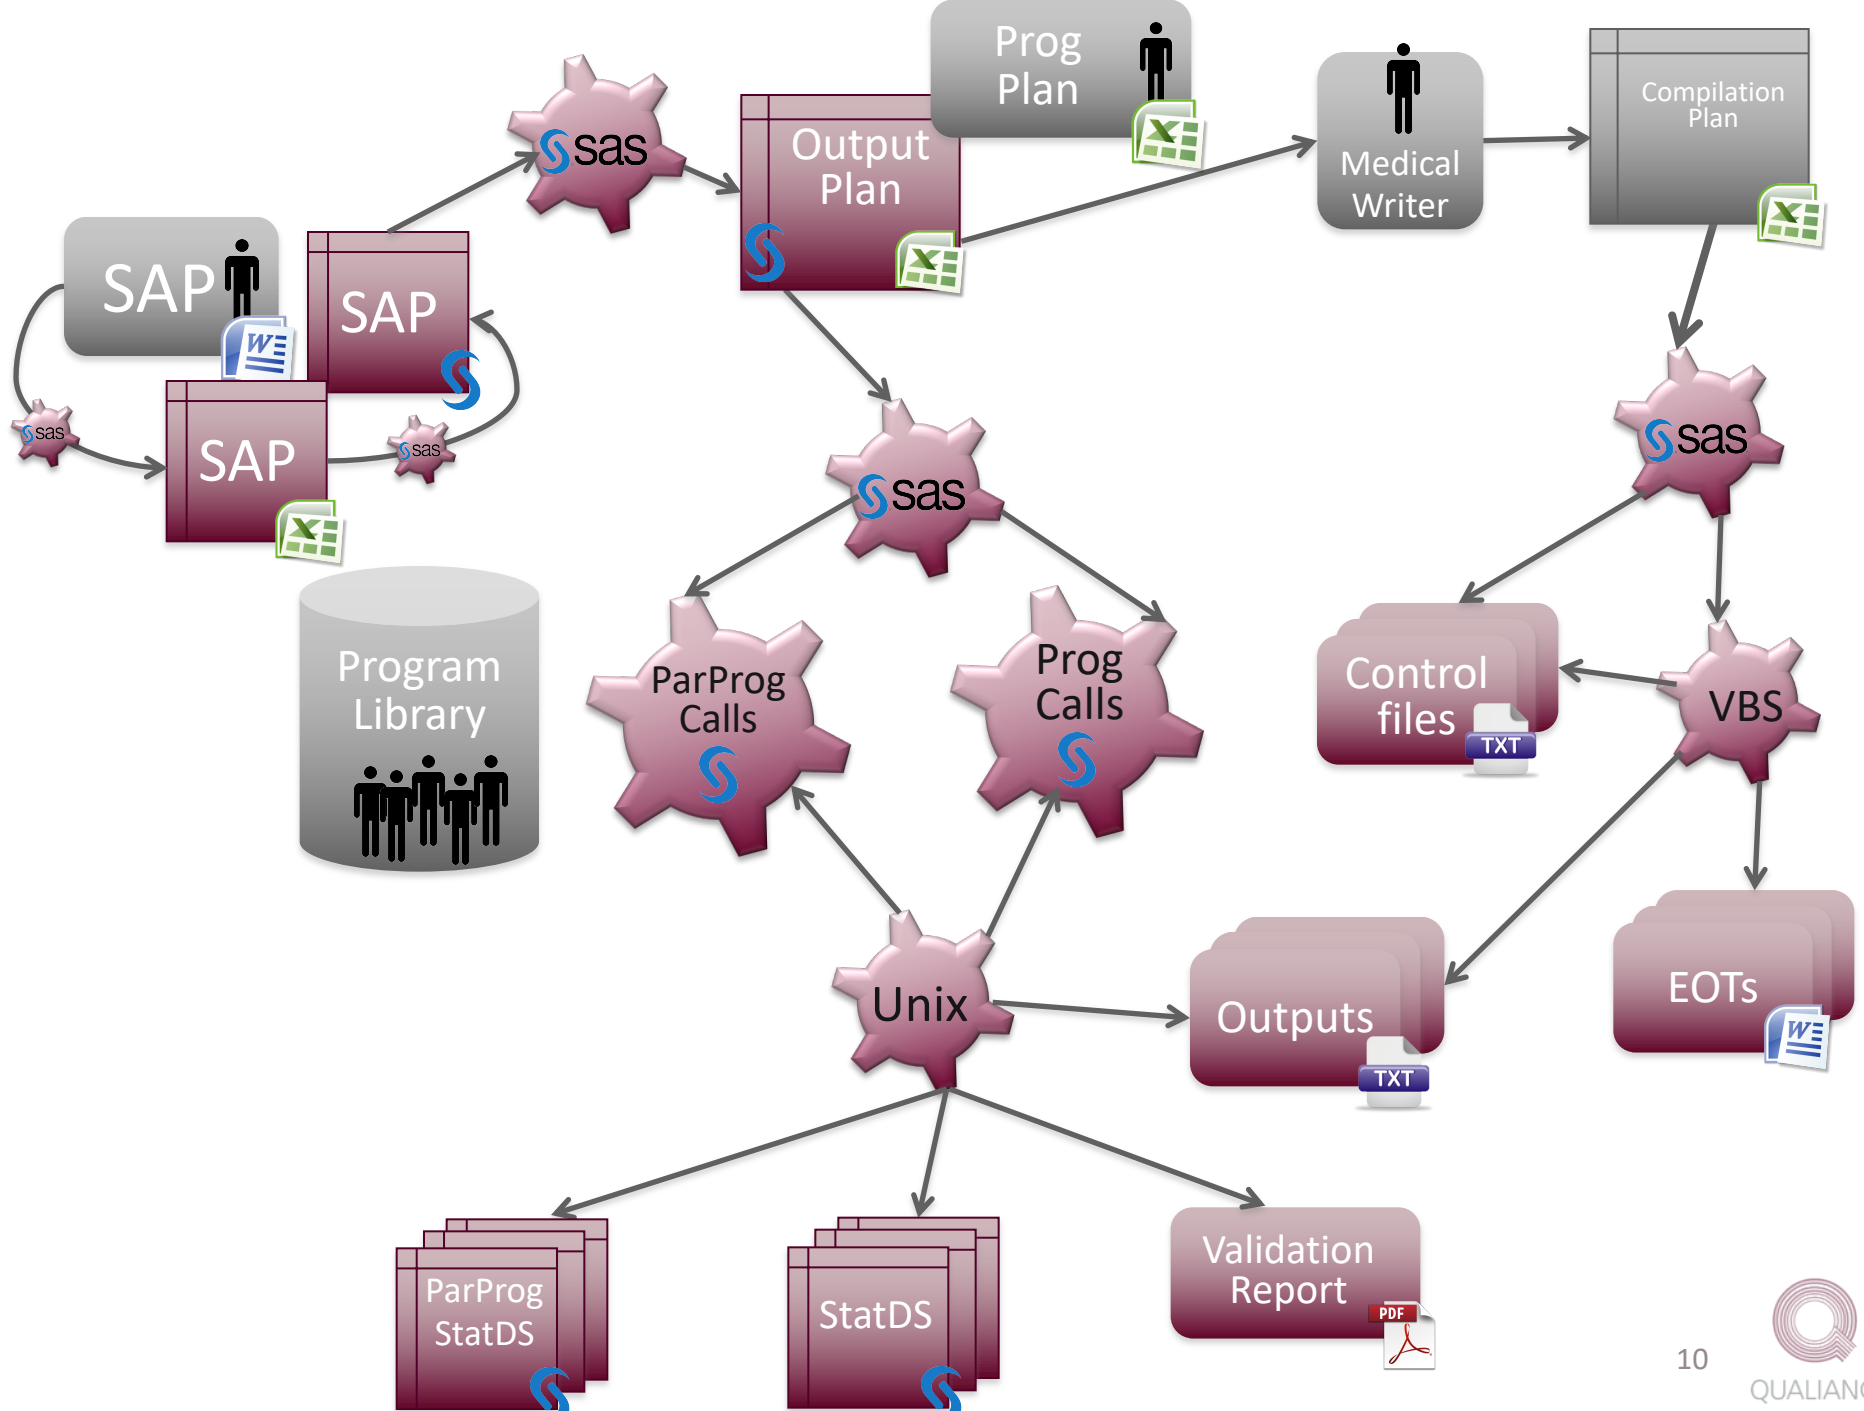 Prog
Plan
Medical
Writer
Compilation
Plan
sas
Output
Plan
SAP
W
SAP
sas
SAP
sas
sas
sas
Program
Library
ParProg
Calls
Prog
Calls
Control
files
TXT
VBS
Unix
Outputs
TXT
EOTs
W
ParProg
StatDS
StatDS
Validation
Report
PDF
10
QUALIANC